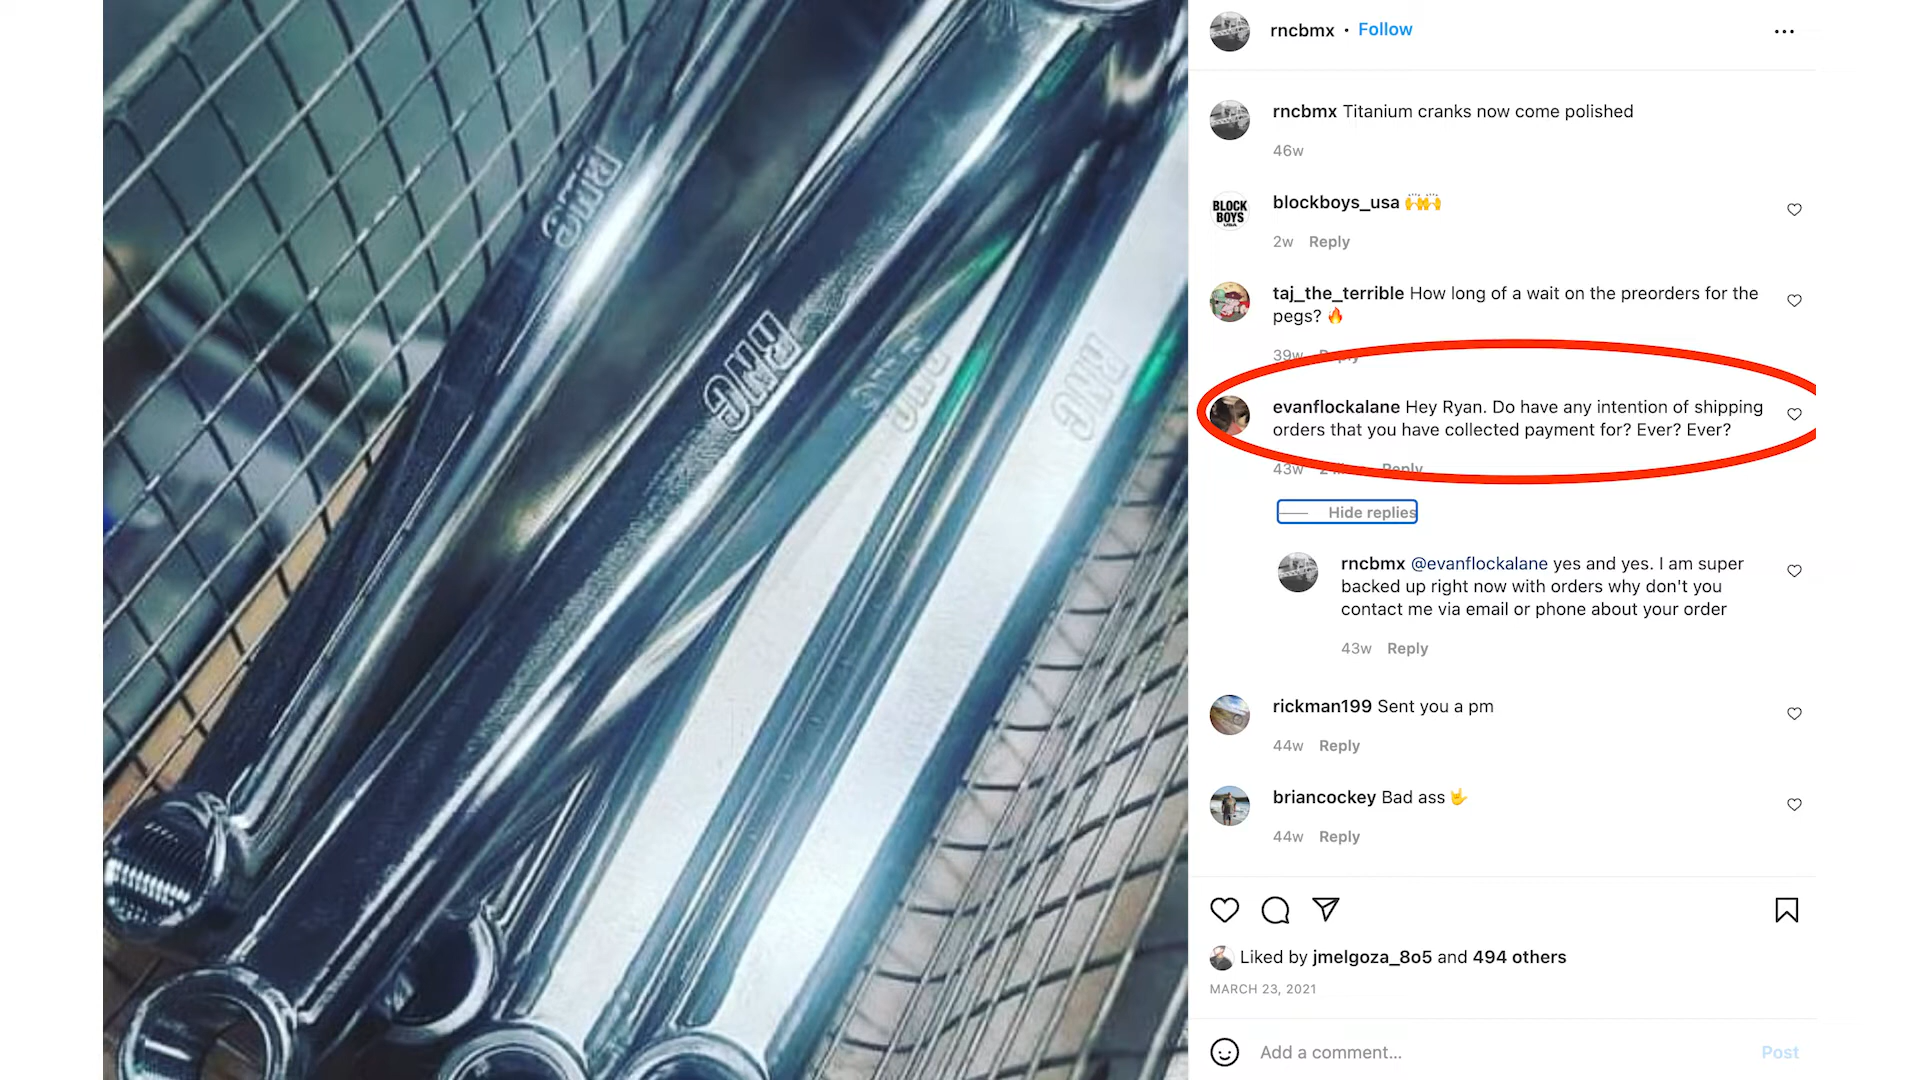 RNC
RNC
RNC
RNC
rncbmx • Follow
rncbmx Titanium cranks now come polished
46w
BLOCK
BOYS
USA
blockboys_usa 🙌🙌
2w Reply
taj_the_terrible How long of a wait on the preorders for the
pegs? 🔥
39w Reply
evanflockalane Hey Ryan. Do have any intention of shipping
orders that you have collected payment for? Ever? Ever?
43w Reply
Hide replies
rncbmx @evanflockalane yes and yes. I am super
backed up right now with orders why don't you
contact me via email or phone about your order
43w Reply
rickman199 Sent you a pm
44w Reply
briancockey Bad ass 🤟
44w Reply
Liked by jmelgoza_8o5 and 494 others
MARCH 23, 2021
Add a comment... Post